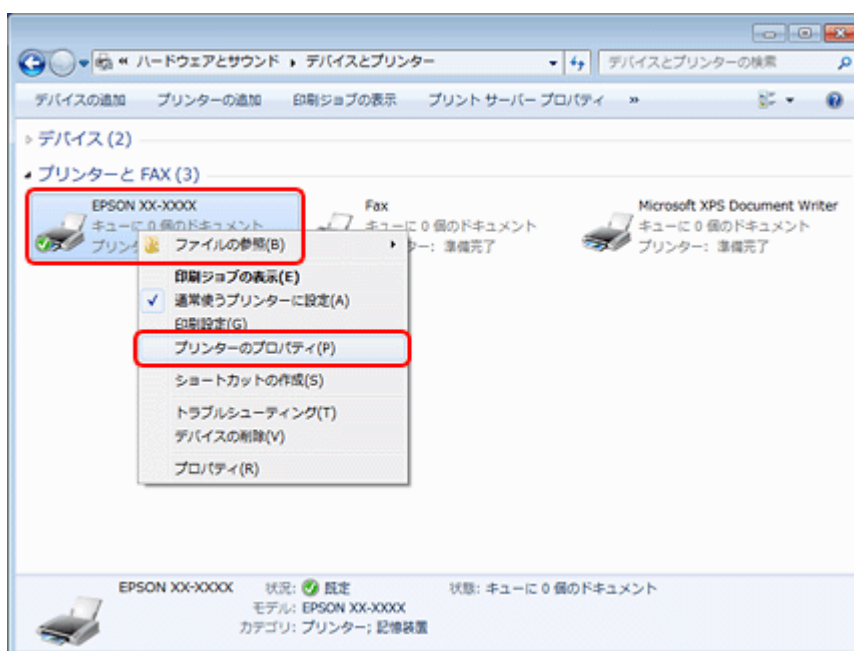 « ハードウェアとサウンド ▸ デバイスとプリンター
デバイスとプリンターの検索
デバイスの追加 プリンターの追加 印刷ジョブの表示 プリント サーバー プロパティ »
デバイス (2)
プリンターと FAX (3)
EPSON XX-XXXX
キューに 0 個のドキュメント
プリン
Fax
キューに 0 個のドキュメント
ー: 準備完了
Microsoft XPS Document Writer
キューに 0 個のドキュメント
プリンター: 準備完了
ファイルの参照(B)
印刷ジョブの表示(E)
通常使うプリンターに設定(A)
印刷設定(G)
プリンターのプロパティ(P)
ショートカットの作成(S)
トラブルシューティング(T)
デバイスの削除(V)
プロパティ(R)
EPSON XX-XXXX 状況: 既定 状態: キューに 0 個のドキュメント
モデル: EPSON XX-XXXX
カテゴリ: プリンター; 記憶装置